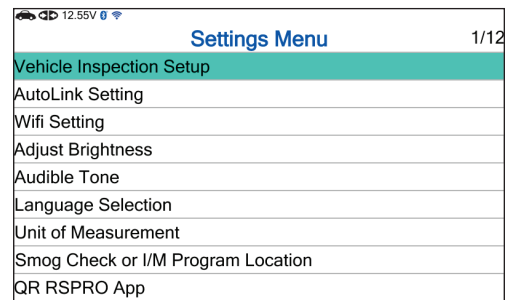 12.55V
Settings Menu 1/12
Vehicle Inspection Setup
AutoLink Setting
Wifi Setting
Adjust Brightness
Audible Tone
Language Selection
Unit of Measurement
Smog Check or I/M Program Location
QR RSPRO App